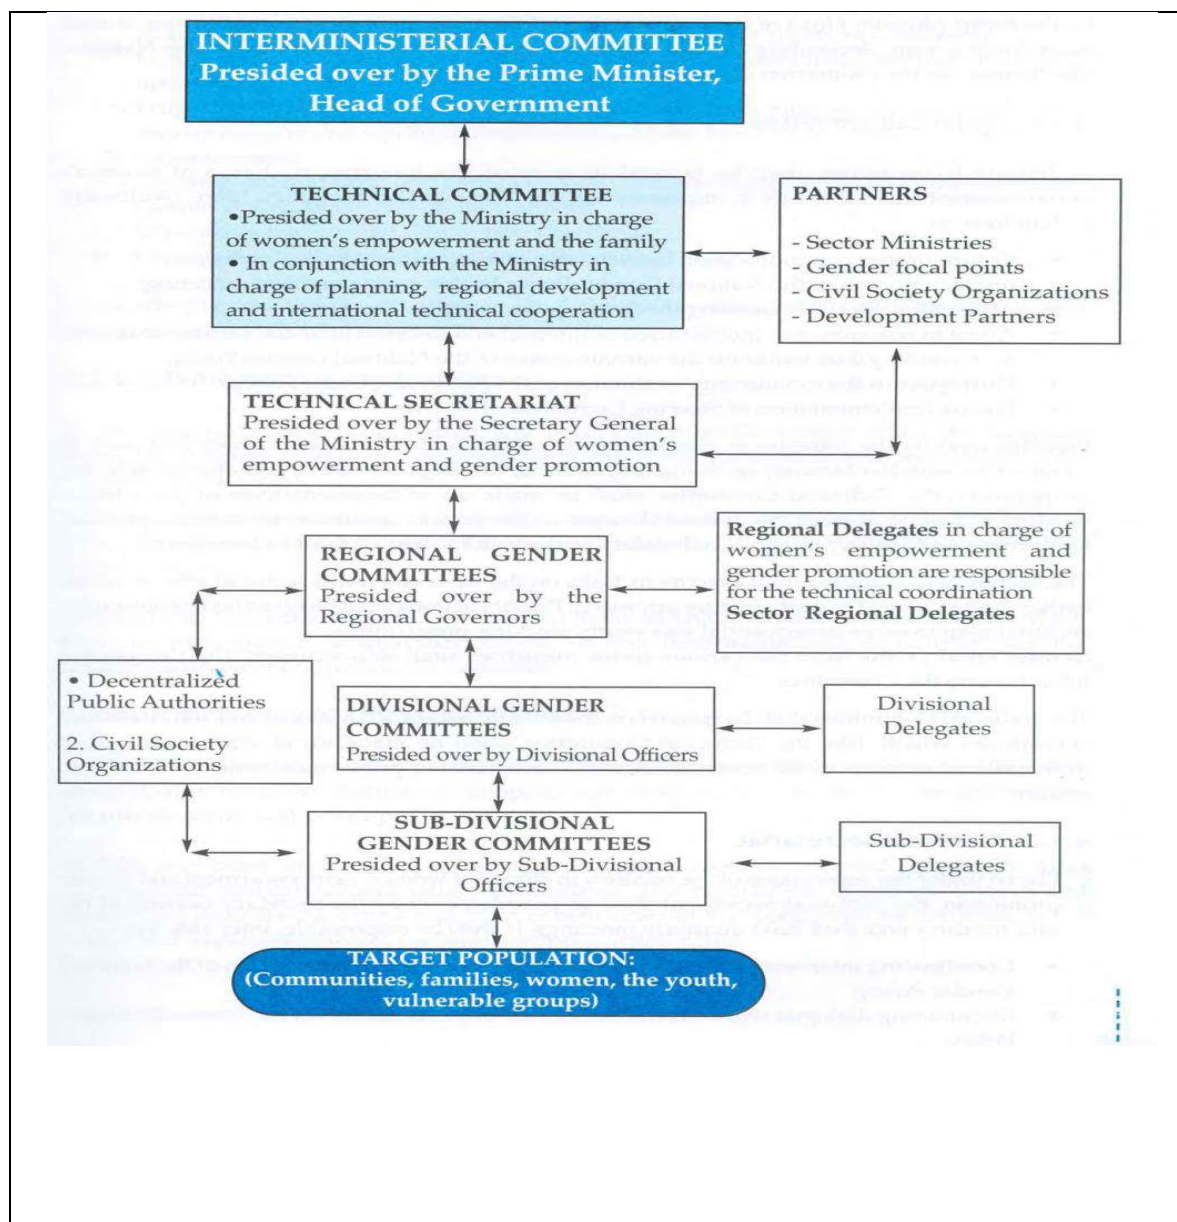 INTERMINISTERIAL COMMITTEE
Presided over by the Prime Minister,
Head of Government
TECHNICAL COMMITTEE
•Presided over by the Ministry in charge
of women's empowerment and the family
• In conjunction with the Ministry in
charge of planning, regional development
and international technical cooperation
PARTNERS
- Sector Ministries
- Gender focal points
- Civil Society Organizations
- Development Partners
TECHNICAL SECRETARIAT
Presided over by the Secretary General
of the Ministry in charge of women's
empowerment and gender promotion
REGIONAL GENDER
COMMITTEES
Presided over by the
Regional Governors
Regional Delegates in charge of
women's empowerment and
gender promotion are responsible
for the technical coordination
Sector Regional Delegates
• Decentralized
Public Authorities
2. Civil Society
Organizations
DIVISIONAL GENDER
COMMITTEES
Presided over by Divisional Officers
Divisional
Delegates
SUB-DIVISIONAL
GENDER COMMITTEES
Presided over by Sub-Divisional
Officers
Sub-Divisional
Delegates
TARGET POPULATION:
(Communities, families, women, the youth,
vulnerable groups)